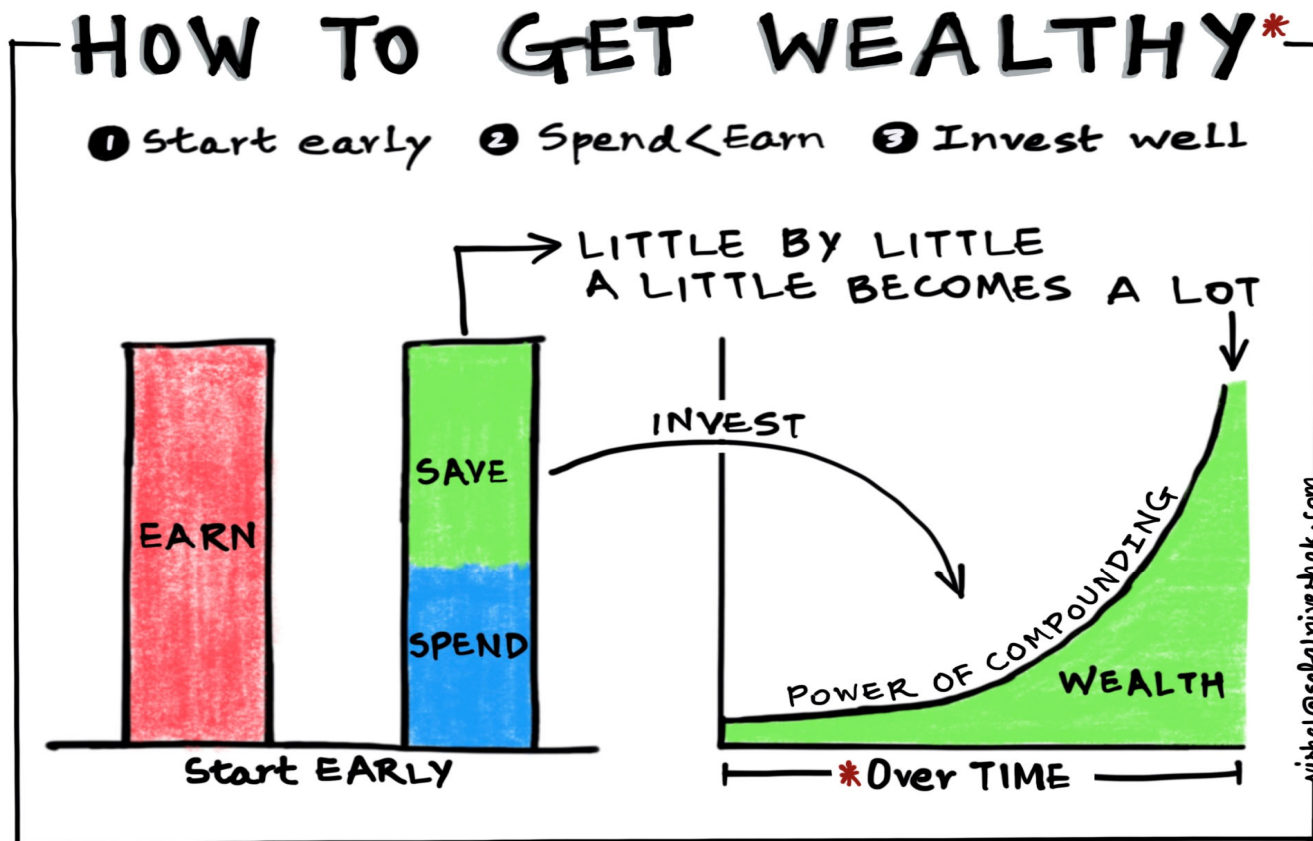 HOW TO GET WEALTHY*
1 Start early 2 Spend<Earn 3 Invest well
LITTLE BY LITTLE
A LITTLE BECOMES A LOT
INVEST
SAVE
EARN
SPEND
POWER OF COMPOUNDING
WEALTH
Start EARLY
*Over TIME